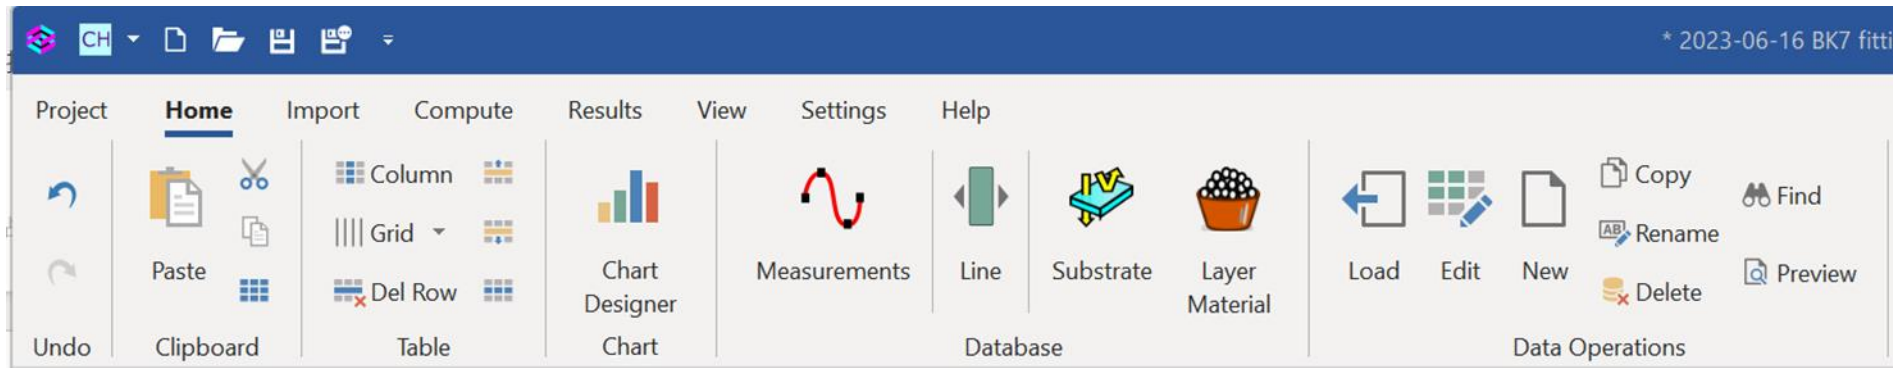 CH
* 2023-06-16 BK7 fitti
Project Home Import Compute Results View Settings Help
Column
Grid
Del Row
Paste
Chart
Designer
Measurements
Line
Substrate
Layer
Material
Load
Edit
New
Copy
AB Rename
Delete
Find
Preview
Undo Clipboard Table Chart Database Data Operations